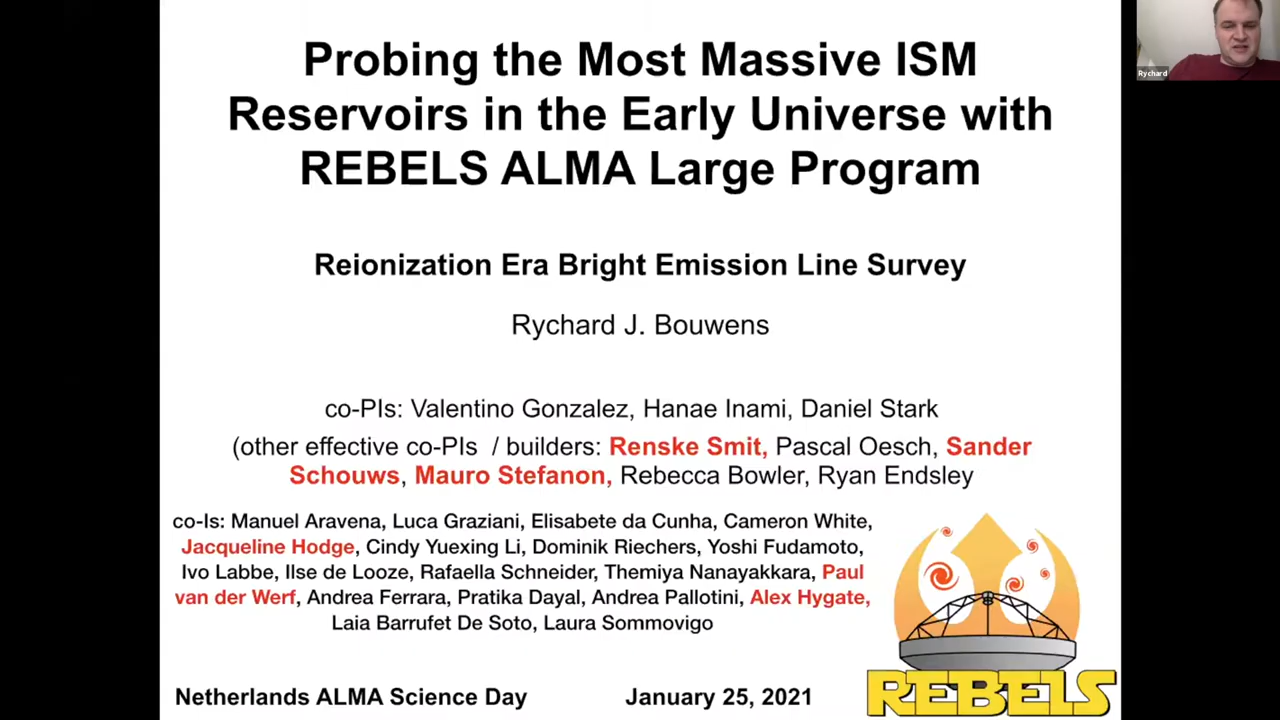 Probing the Most Massive ISM
Reservoirs in the Early Universe with
REBELS ALMA Large Program
Rychard
Reionization Era Bright Emission Line Survey
Rychard J. Bouwens
co-PIs: Valentino Gonzalez, Hanae Inami, Daniel Stark
(other effective co-PIs / builders: Renske Smit, Pascal Oesch, Sander
Schouws, Mauro Stefanon, Rebecca Bowler, Ryan Endsley
co-Is: Manuel Aravena, Luca Graziani, Elisabete da Cunha, Cameron White,
Jacqueline Hodge, Cindy Yuexing Li, Dominik Riechers, Yoshi Fudamoto,
Ivo Labbe, Ilse de Looze, Rafaella Schneider, Themiya Nanayakkara, Paul
van der Werf, Andrea Ferrara, Pratika Dayal, Andrea Pallotini, Alex Hygate,
Laia Barrufet De Soto, Laura Sommovigo
Netherlands ALMA Science Day
January 25, 2021
REBELS